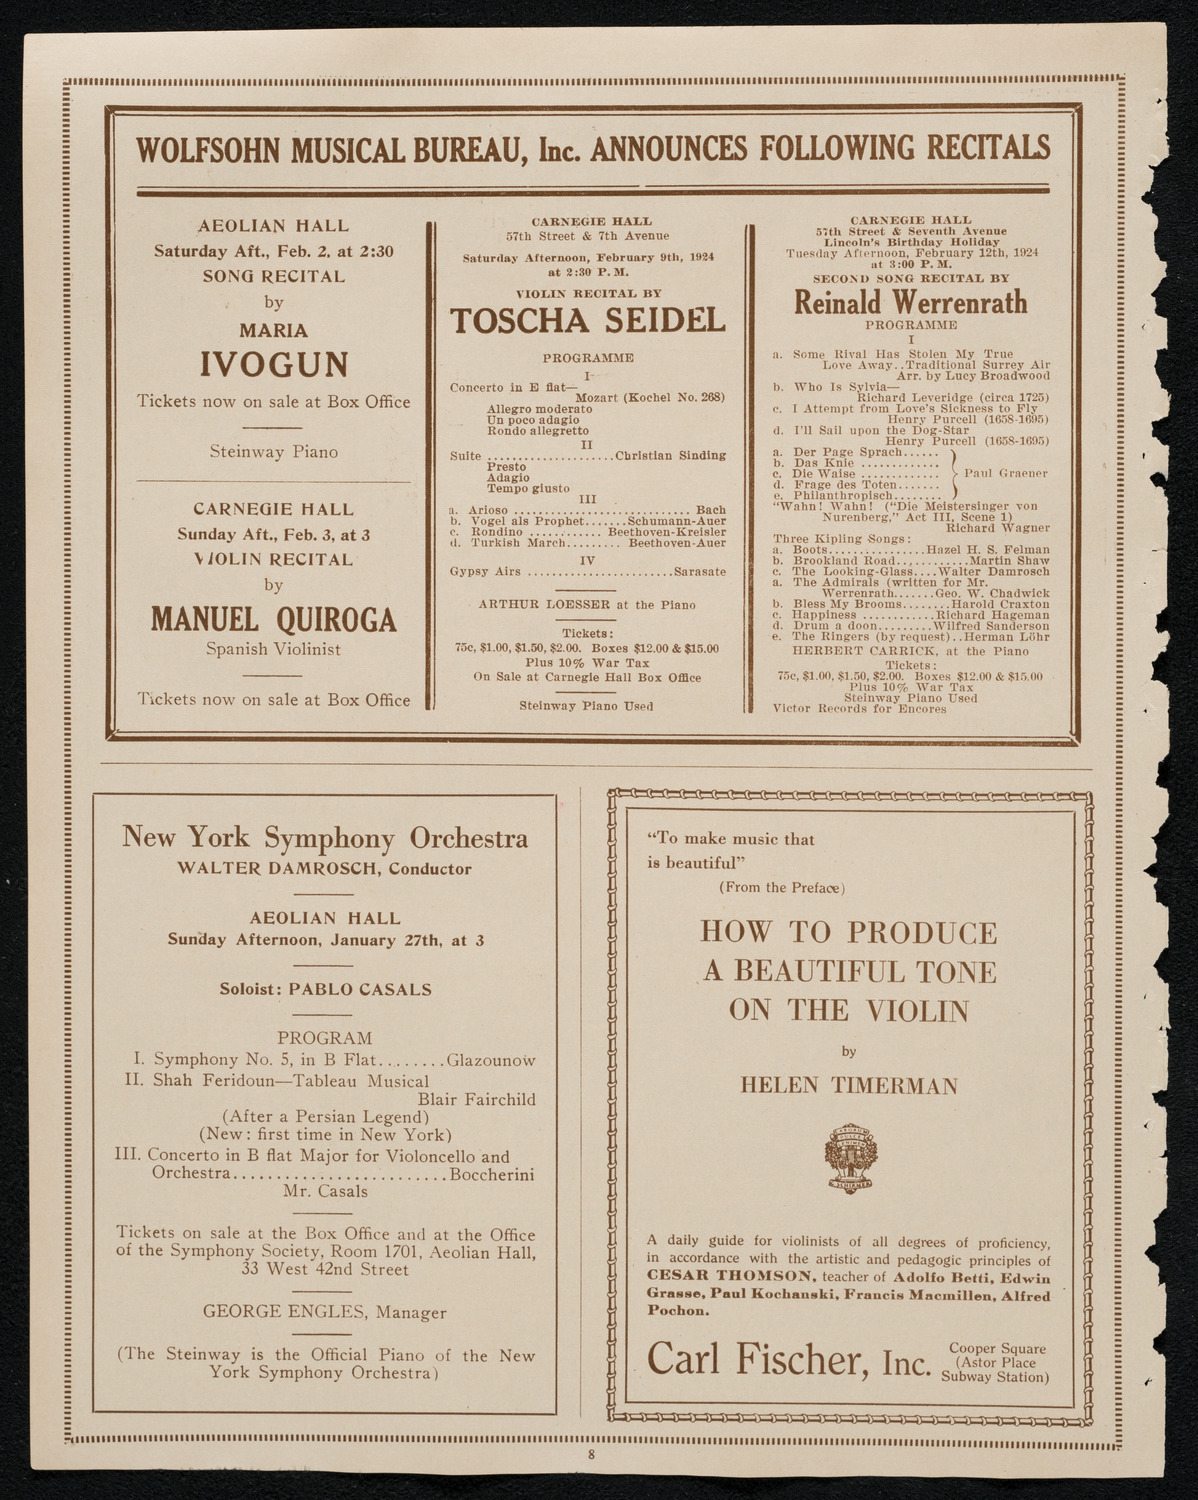 WOLFSOHN MUSICAL BUREAU, Inc. ANNOUNCES FOLLOWING RECITALS
AEOLIAN HALL
Saturday Aft., Feb. 2, at 2:30
SONG RECITAL
by
MARIA
IVOGUN
Tickets now on sale at Box Office
Steinway Piano
CARNEGIE HALL
Sunday Aft., Feb. 3, at 3
VIOLIN RECITAL
by
MANUEL QUIROGA
Spanish Violinist
Tickets now on sale at Box Office
CARNEGIE HALL
57th Street & 7th Avenue
Saturday Afternoon, February 9th, 1924
at 2:30 P.M.
VIOLIN RECITAL BY
TOSCHA SEIDEL
PROGRAMME
I
Concerto in E flat—
Mozart (Kochel No. 268)
Allegro moderato
Un poco adagio
Rondo allegretto
II
Suite ....................Christian Sinding
Presto
Adagio
Tempo giusto
III
a. Arioso ............................ Bach
b. Vogel als Prophet.......Schumann-Auer
c. Rondino ............ Beethoven-Kreisler
d. Turkish March......... Beethoven-Auer
IV
Gypsy Airs .......................Sarasate
ARTHUR LOESSER at the Piano
Tickets:
75c, $1.00, $1.50, $2.00. Boxes $12.00 & $15.00
Plus 10% War Tax
On Sale at Carnegie Hall Box Office
Steinway Piano Used
CARNEGIE HALL
57th Street & Seventh Avenue
Lincoln's Birthday Holiday
Tuesday Afternoon, February 12th, 1924
at 3:00 P.M.
SECOND SONG RECITAL BY
Reinald Werrenrath
PROGRAMME
I
a. Some Rival Has Stolen My True
Love Away..Traditional Surrey Air
Arr. by Lucy Broadwood
b. Who Is Sylvia—
Richard Leveridge (circa 1725)
c. I Attempt from Love's Sickness to Fly
Henry Purcell (1658-1695)
d. I'll Sail upon the Dog-Star
Henry Purcell (1658-1695)
a. Der Page Sprach......
b. Das Knie ............
c. Die Waise ........... } Paul Graener
d. Frage des Toten.......
e. Philanthropisch........
"Wahn! Wahn! ("Die Meistersinger von
Nurenberg," Act III, Scene 1)
Richard Wagner
Three Kipling Songs:
a. Boots...............Hazel H. S. Felman
b. Brookland Road............Martin Shaw
c. The Looking-Glass....Walter Damrosch
a. The Admirals (written for Mr.
Werrenrath......Geo. W. Chadwick
b. Bless My Brooms........Harold Craxton
c. Happiness ...........Richard Hageman
d. Drum a doon.........Wilfred Sanderson
e. The Ringers (by request)..Herman Löhr
HERBERT CARRICK, at the Piano
Tickets:
75c, $1.00, $1.50, $2.00. Boxes $12.00 & $15.00
Plus 10% War Tax
Steinway Piano Used
Victor Records for Encores
New York Symphony Orchestra
WALTER DAMROSCH, Conductor
AEOLIAN HALL
Sunday Afternoon, January 27th, at 3
Soloist: PABLO CASALS
PROGRAM
I. Symphony No. 5, in B Flat........Glazounow
II. Shah Feridoun—Tableau Musical
Blair Fairchild
(After a Persian Legend)
(New: first time in New York)
III. Concerto in B flat Major for Violoncello and
Orchestra........................Boccherini
Mr. Casals
Tickets on sale at the Box Office and at the Office
of the Symphony Society, Room 1701, Aeolian Hall,
33 West 42nd Street
GEORGE ENGLES, Manager
(The Steinway is the Official Piano of the New
York Symphony Orchestra)
"To make music that
is beautiful"
(From the Preface)
HOW TO PRODUCE
A BEAUTIFUL TONE
ON THE VIOLIN
by
HELEN TIMERMAN
A daily guide for violinists of all degrees of proficiency,
in accordance with the artistic and pedagogic principles of
CESAR THOMSON, teacher of Adolfo Betti, Edwin
Grasse, Paul Kochanski, Francis Macmillen, Alfred
Pochon.
Carl Fischer, Inc.
Cooper Square
(Astor Place
Subway Station)
8